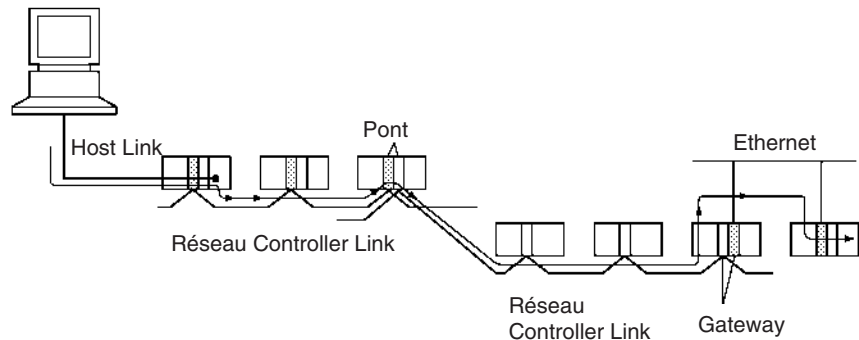 Host Link
Pont
Ethernet
Réseau Controller Link
Réseau
Controller Link
Gateway